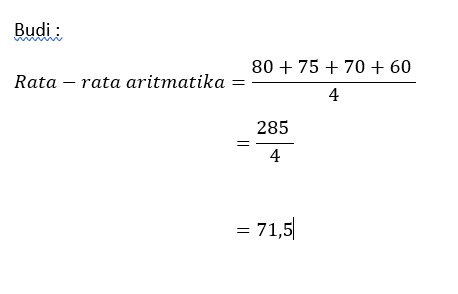 Budi :
Rata − rata aritmatika = 80 + 75 + 70 + 60 / 4
= 285 / 4
= 71,5